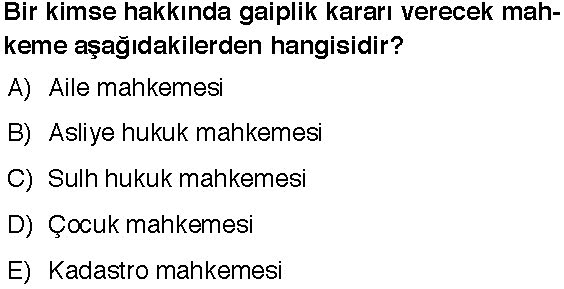 Bir kimse hakkında gaiplik kararı verecek mah-
keme aşağıdakilerden hangisidir?
A) Aile mahkemesi
B) Asliye hukuk mahkemesi
C) Sulh hukuk mahkemesi
D) Çocuk mahkemesi
E) Kadastro mahkemesi